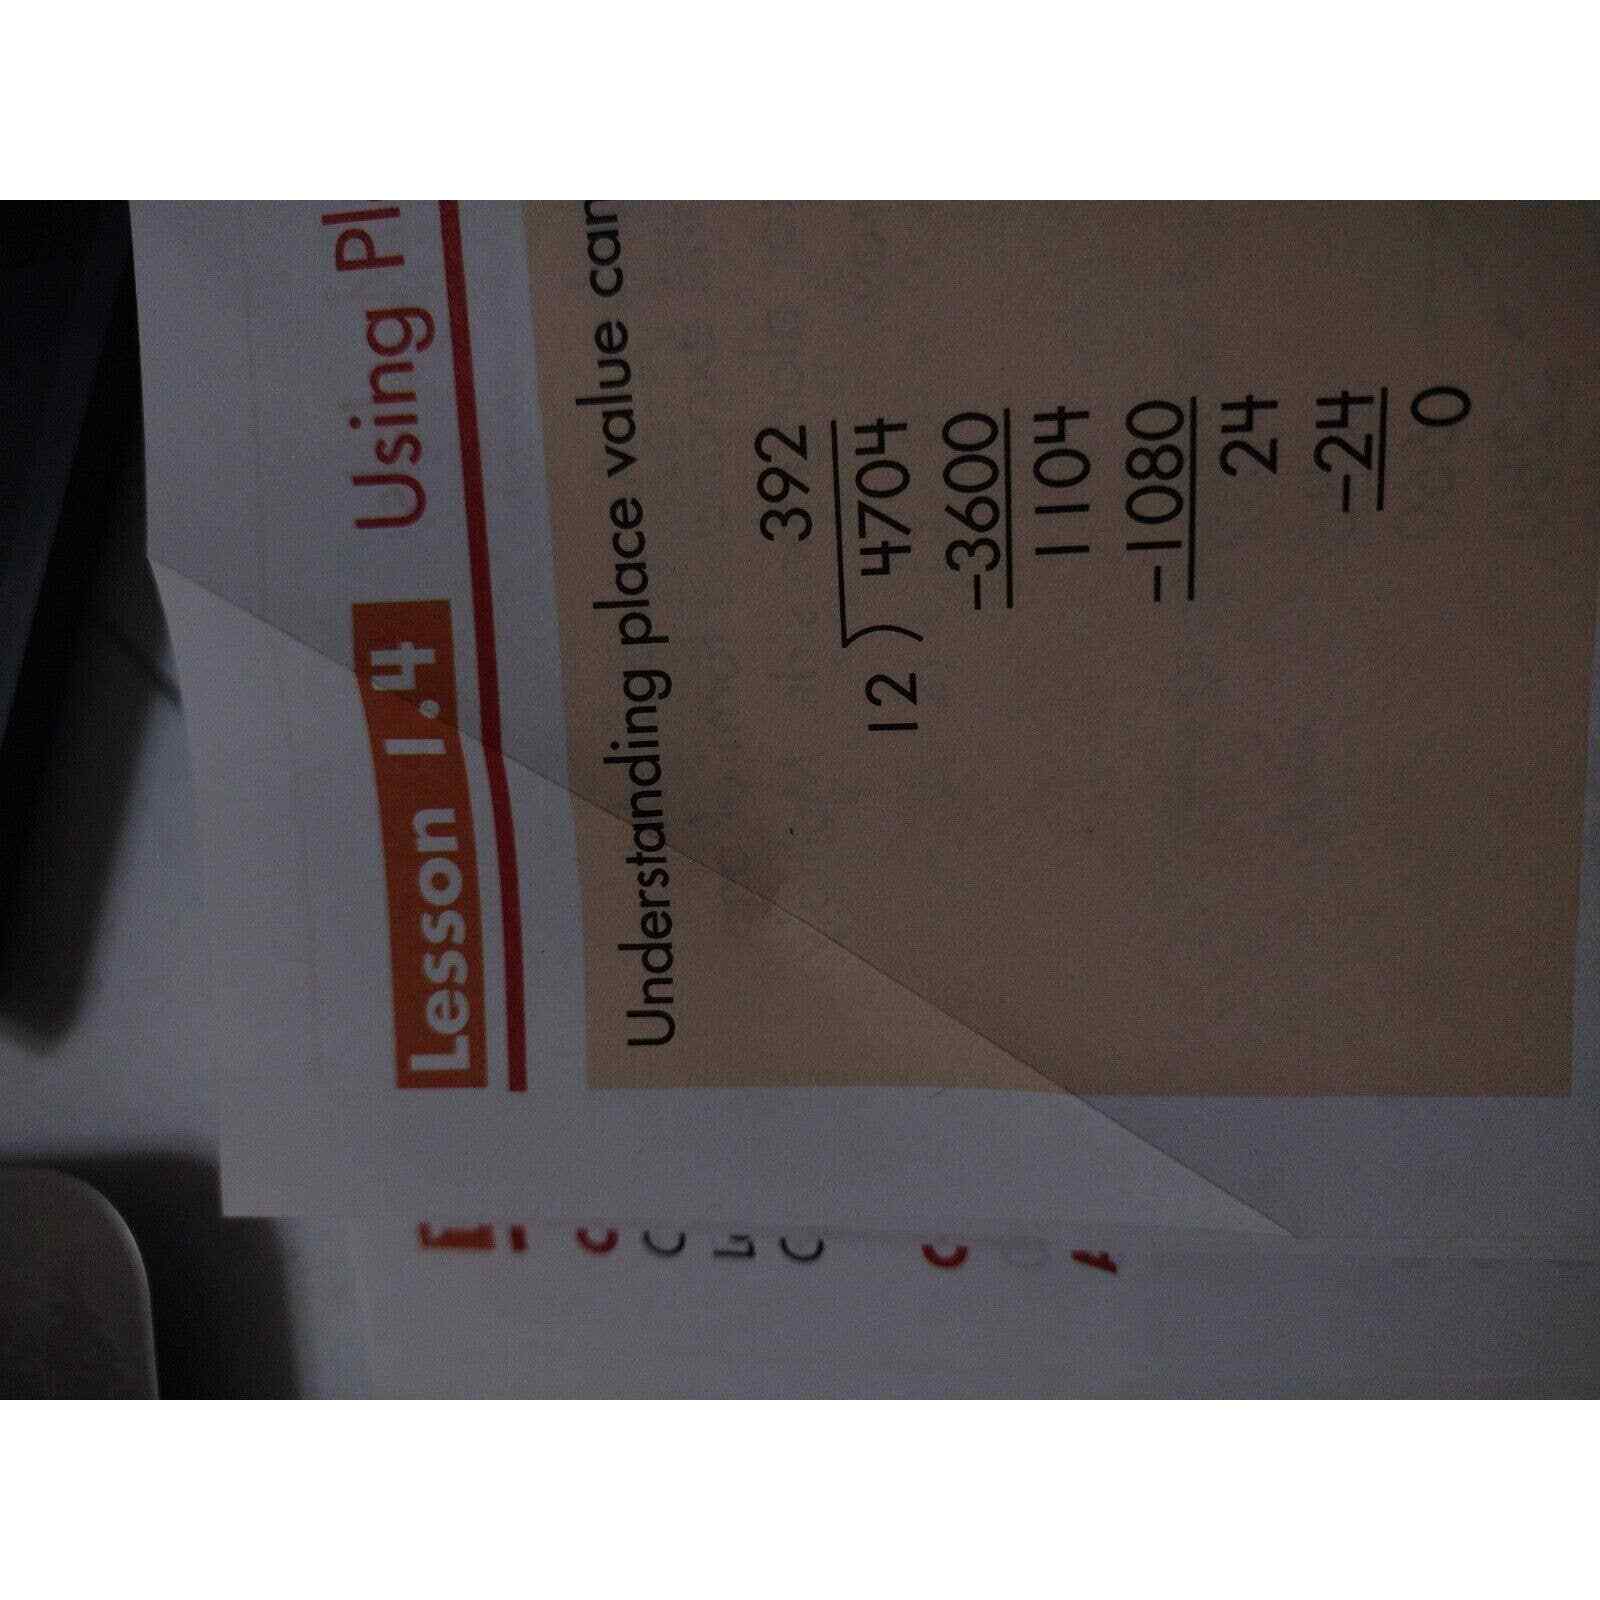 Lesson 1.4 Using Pl
Understanding place value can
392
12 ) 4704
-3600
1104
-1080
24
-24
0